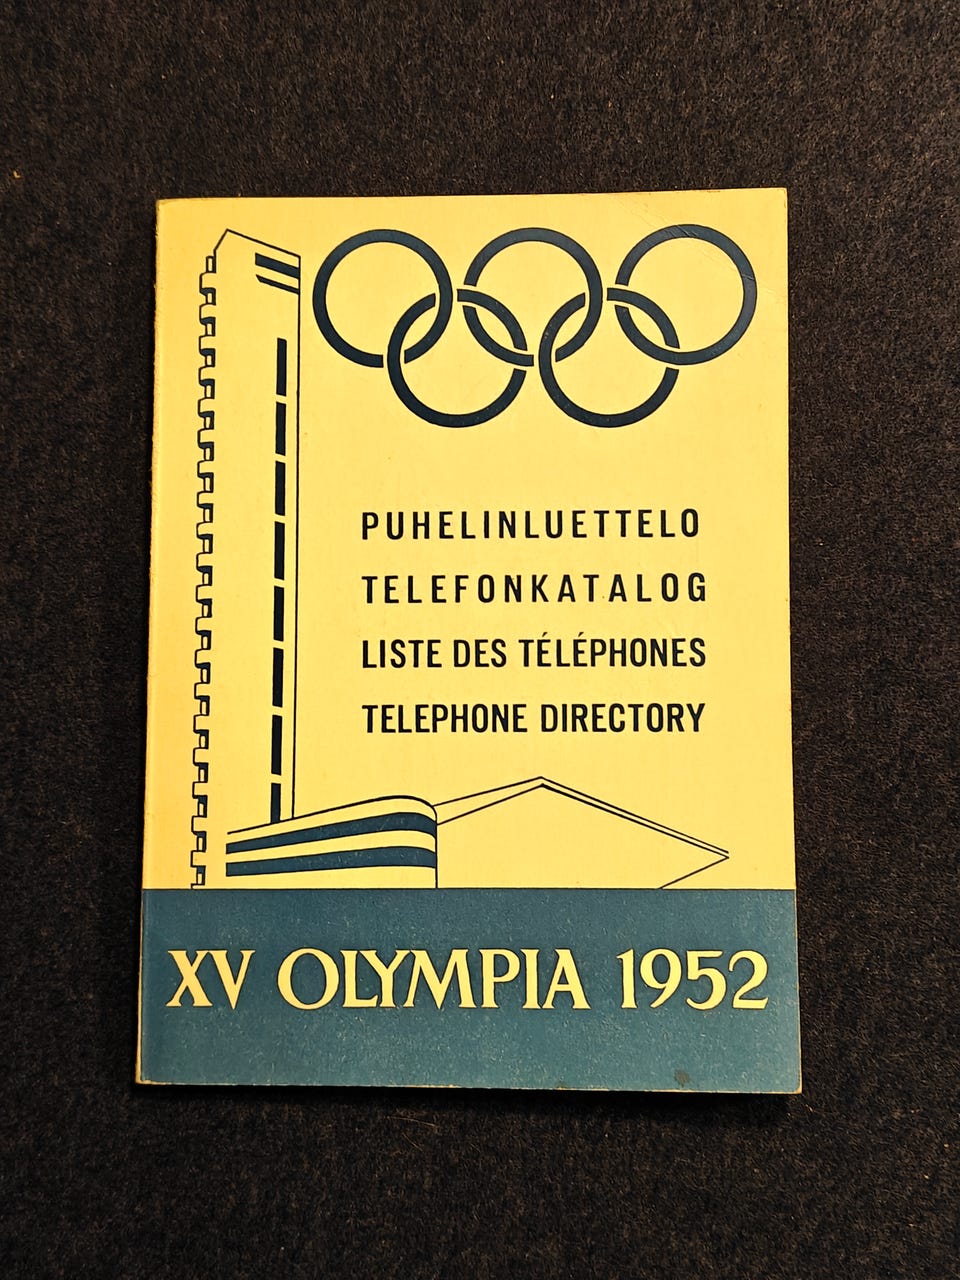 PUHELINLUETTELO
TELEFONKATALOG
LISTE DES TÉLÉPHONES
TELEPHONE DIRECTORY
XV OLYMPIA 1952